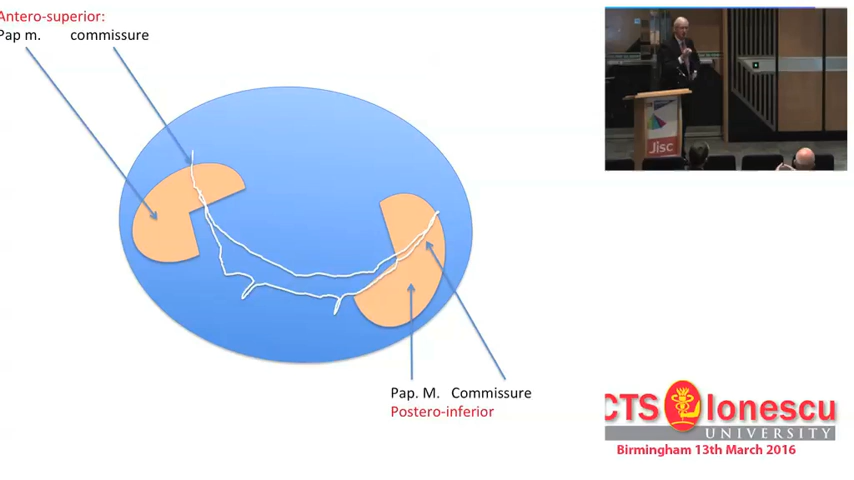 Antero-superior:
Pap m. commissure
Jisc
Pap. M. Commissure
Postero-inferior
CTS Ionescu
UNIVERSITY
Birmingham 13th March 2016